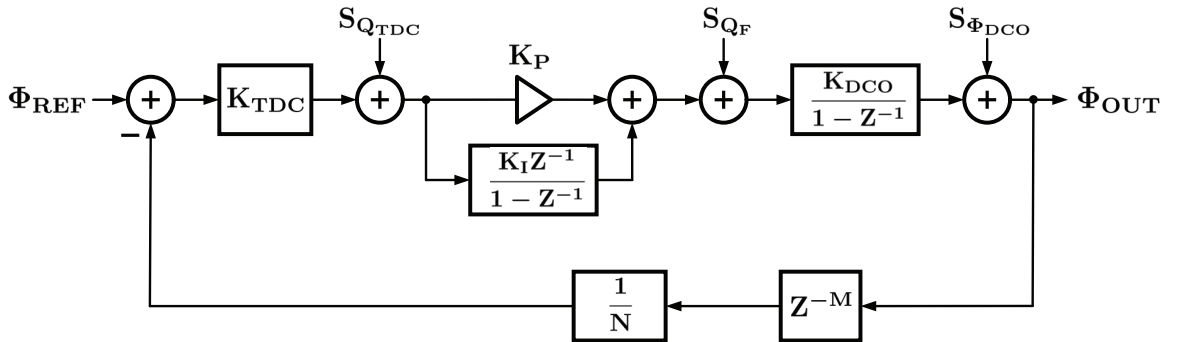 S_{Q_{TDC}}
S_{Q_F}
S_{Φ_{DCO}}
K_P
Φ_{REF}
+
K_{TDC}
+
+
+
K_{DCO}
1 − Z^{−1}
+
Φ_{OUT}
−
K_I Z^{−1}
1 − Z^{−1}
1
N
Z^{−M}